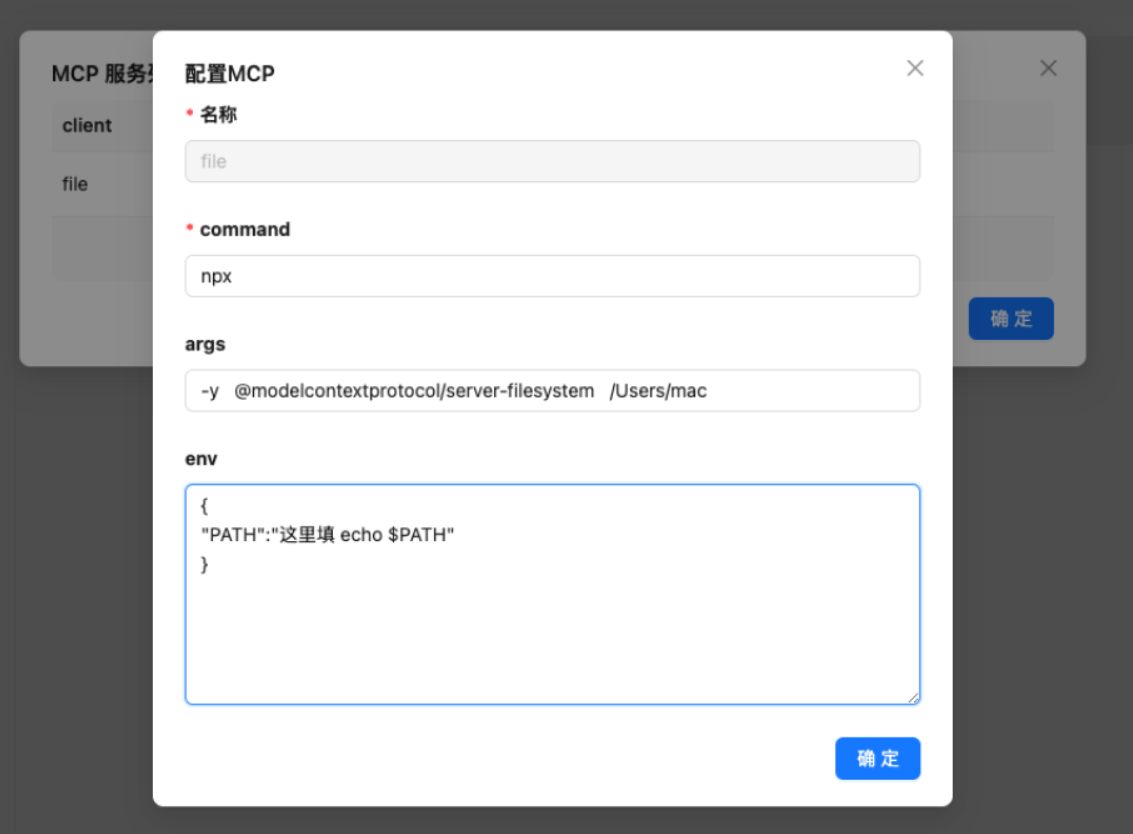 MCP 服务
配置MCP
client
* 名称
file
file
* command
npx
确 定
args
-y @modelcontextprotocol/server-filesystem /Users/mac
env
{
"PATH":"这里填 echo $PATH"
}
确 定